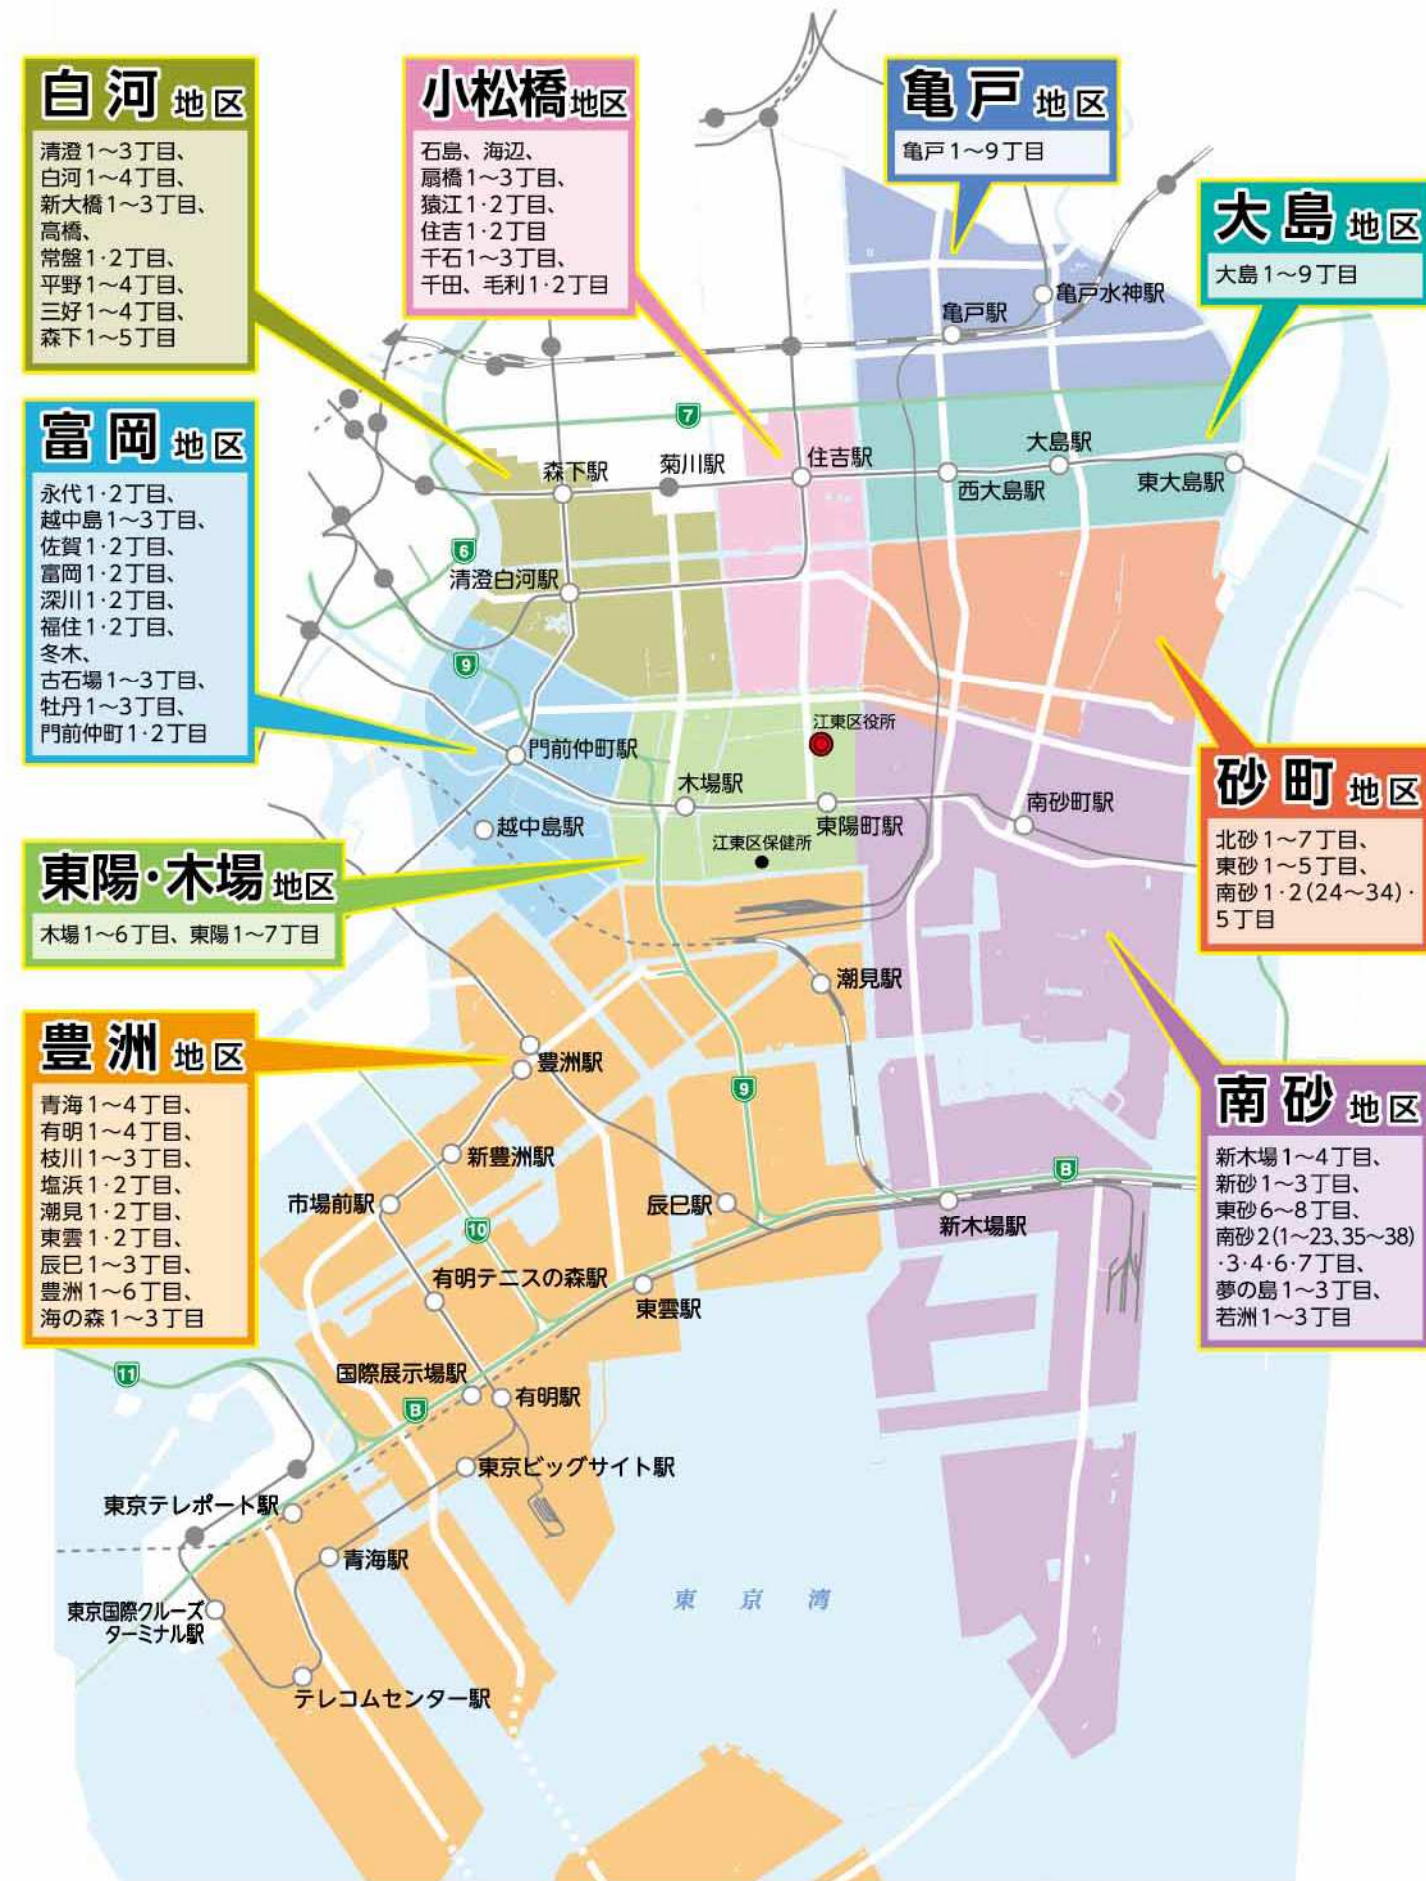 白河 地区
清澄1～3丁目、
白河1～4丁目、
新大橋1～3丁目、
高橋、
常盤1·2丁目、
平野1～4丁目、
三好1～4丁目、
森下1～5丁目
小松橋地区
石島、海辺、
扇橋1～3丁目、
猿江1·2丁目、
住吉1·2丁目
千石1～3丁目、
千田、毛利1·2丁目
亀戸 地区
亀戸1～9丁目
大島 地区
大島1～9丁目
富岡 地区
永代1·2丁目、
越中島1～3丁目、
佐賀1·2丁目、
富岡1·2丁目、
深川1·2丁目、
福住1·2丁目、
冬木、
古石場1～3丁目、
牡丹1～3丁目、
門前仲町1·2丁目
東陽・木場 地区
木場1～6丁目、東陽1～7丁目
砂町 地区
北砂1～7丁目、
東砂1～5丁目、
南砂1·2(24～34)·
5丁目
豊洲 地区
青海1～4丁目、
有明1～4丁目、
枝川1～3丁目、
塩浜1·2丁目、
潮見1·2丁目、
東雲1·2丁目、
辰巳1～3丁目、
豊洲1～6丁目、
海の森1～3丁目
南砂 地区
新木場1～4丁目、
新砂1～3丁目、
東砂6～8丁目、
南砂2(1～23、35～38)
·3·4·6·7丁目、
夢の島1～3丁目、
若洲1～3丁目
亀戸水神駅
亀戸駅
7
大島駅
住吉駅
菊川駅
森下駅
西大島駅
東大島駅
6
清澄白河駅
9
江東区役所
門前仲町駅
木場駅
南砂町駅
越中島駅
東陽町駅
江東区保健所
潮見駅
豊洲駅
9
新豊洲駅
B
市場前駅
辰巳駅
10
新木場駅
有明テニスの森駅
東雲駅
11
国際展示場駅
B
有明駅
東京ビッグサイト駅
東京テレポート駅
青海駅
東京湾
東京国際クルーズ
ターミナル駅
テレコムセンター駅